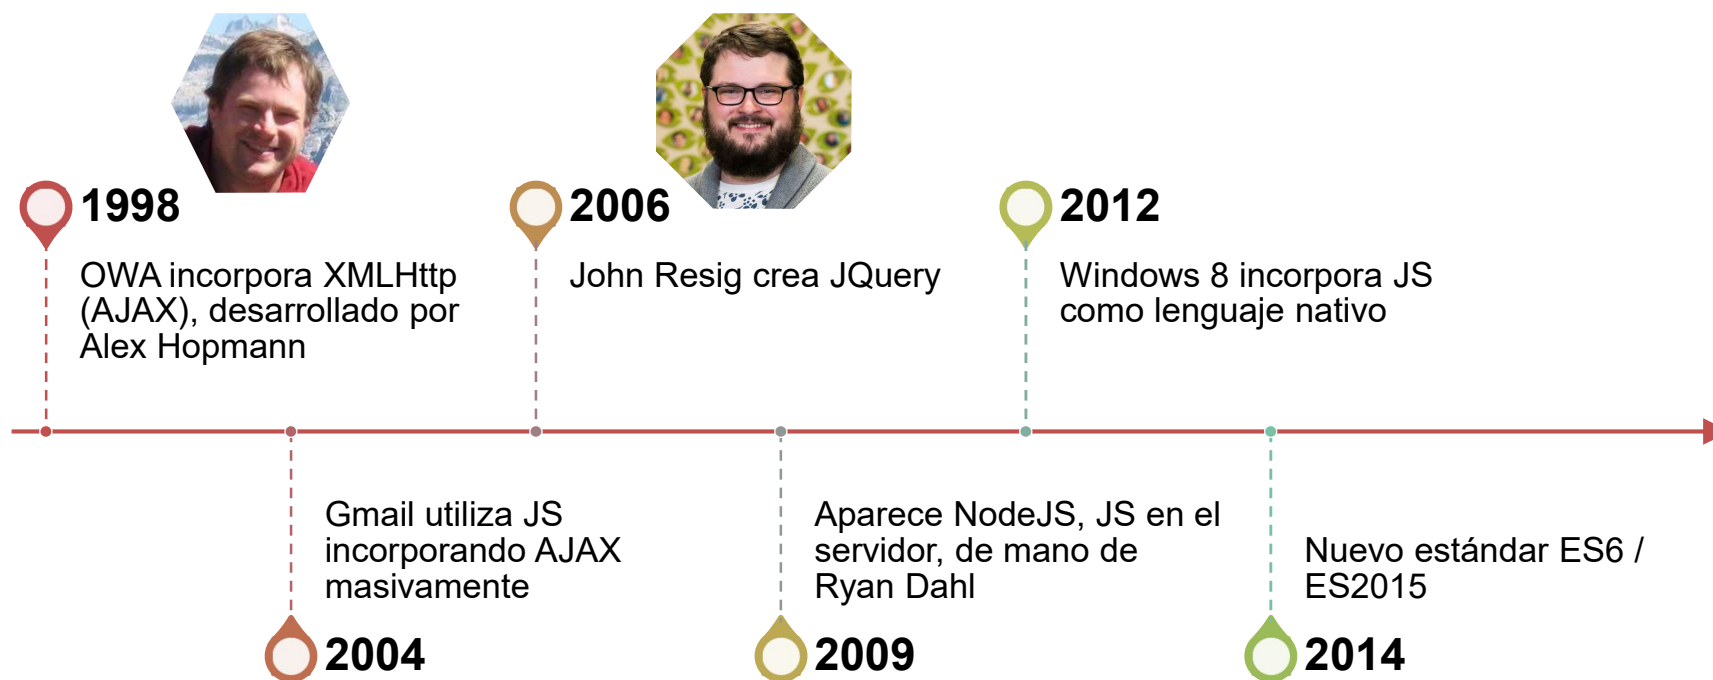 1998
OWA incorpora XMLHttp
(AJAX), desarrollado por
Alex Hopmann
2006
John Resig crea JQuery
2012
Windows 8 incorpora JS
como lenguaje nativo
Gmail utiliza JS
incorporando AJAX
masivamente
2004
Aparece NodeJS, JS en el
servidor, de mano de
Ryan Dahl
2009
Nuevo estándar ES6 /
ES2015
2014